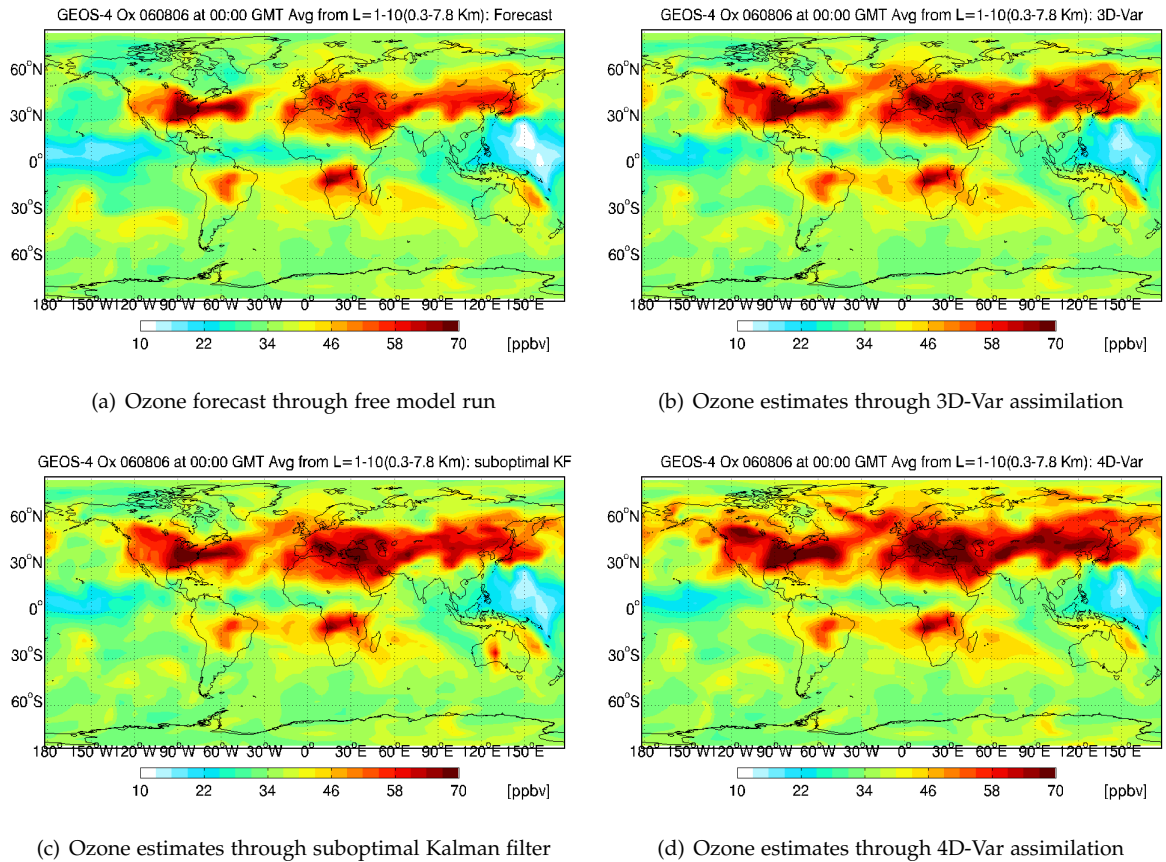 GEOS-4 Ox 060806 at 00:00 GMT Avg from L=1-10(0.3-7.8 Km): Forecast
60°N
30°N
0°
30°S
60°S
180° 150°W 120°W 90°W 60°W 30°W 0° 30°E 60°E 90°E 120°E 150°E
10 22 34 46 58 70 [ppbv]
(a) Ozone forecast through free model run
GEOS-4 Ox 060806 at 00:00 GMT Avg from L=1-10(0.3-7.8 Km): 3D-Var
60°N
30°N
0°
30°S
60°S
180° 150°W 120°W 90°W 60°W 30°W 0° 30°E 60°E 90°E 120°E 150°E
10 22 34 46 58 70 [ppbv]
(b) Ozone estimates through 3D-Var assimilation
GEOS-4 Ox 060806 at 00:00 GMT Avg from L=1-10(0.3-7.8 Km): suboptimal KF
60°N
30°N
0°
30°S
60°S
180° 150°W 120°W 90°W 60°W 30°W 0° 30°E 60°E 90°E 120°E 150°E
10 22 34 46 58 70 [ppbv]
(c) Ozone estimates through suboptimal Kalman filter
GEOS-4 Ox 060806 at 00:00 GMT Avg from L=1-10(0.3-7.8 Km): 4D-Var
60°N
30°N
0°
30°S
60°S
180° 150°W 120°W 90°W 60°W 30°W 0° 30°E 60°E 90°E 120°E 150°E
10 22 34 46 58 70 [ppbv]
(d) Ozone estimates through 4D-Var assimilation